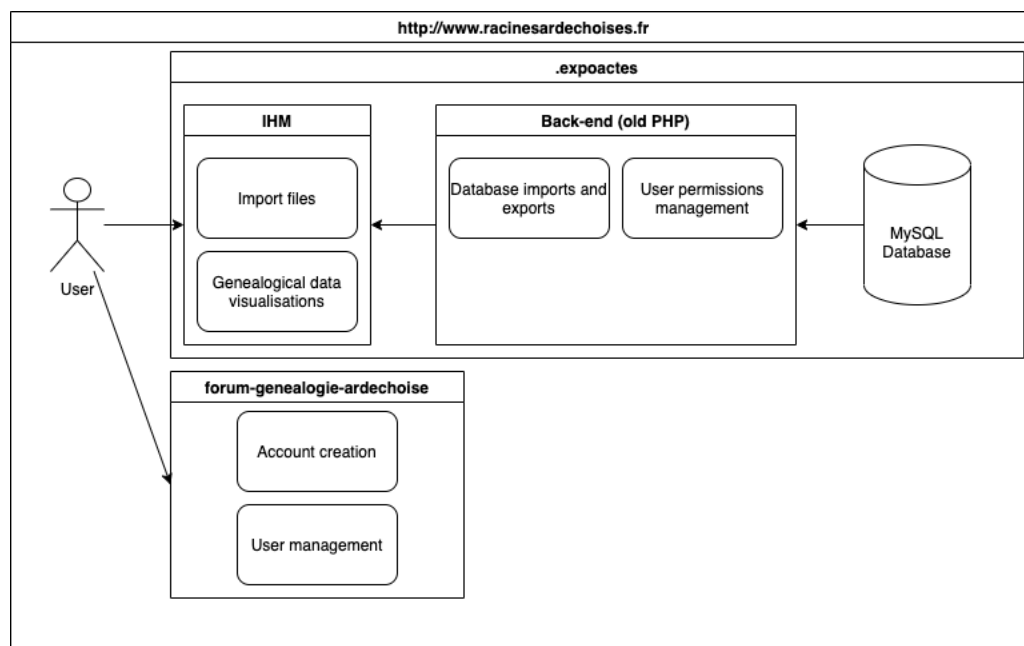 http://www.racinesardechoises.fr
.expoactes
IHM
Back-end (old PHP)
Import files
Database imports and
exports
User permissions
management
MySQL
Database
User
Genealogical data
visualisations
forum-genealogie-ardechoise
Account creation
User management